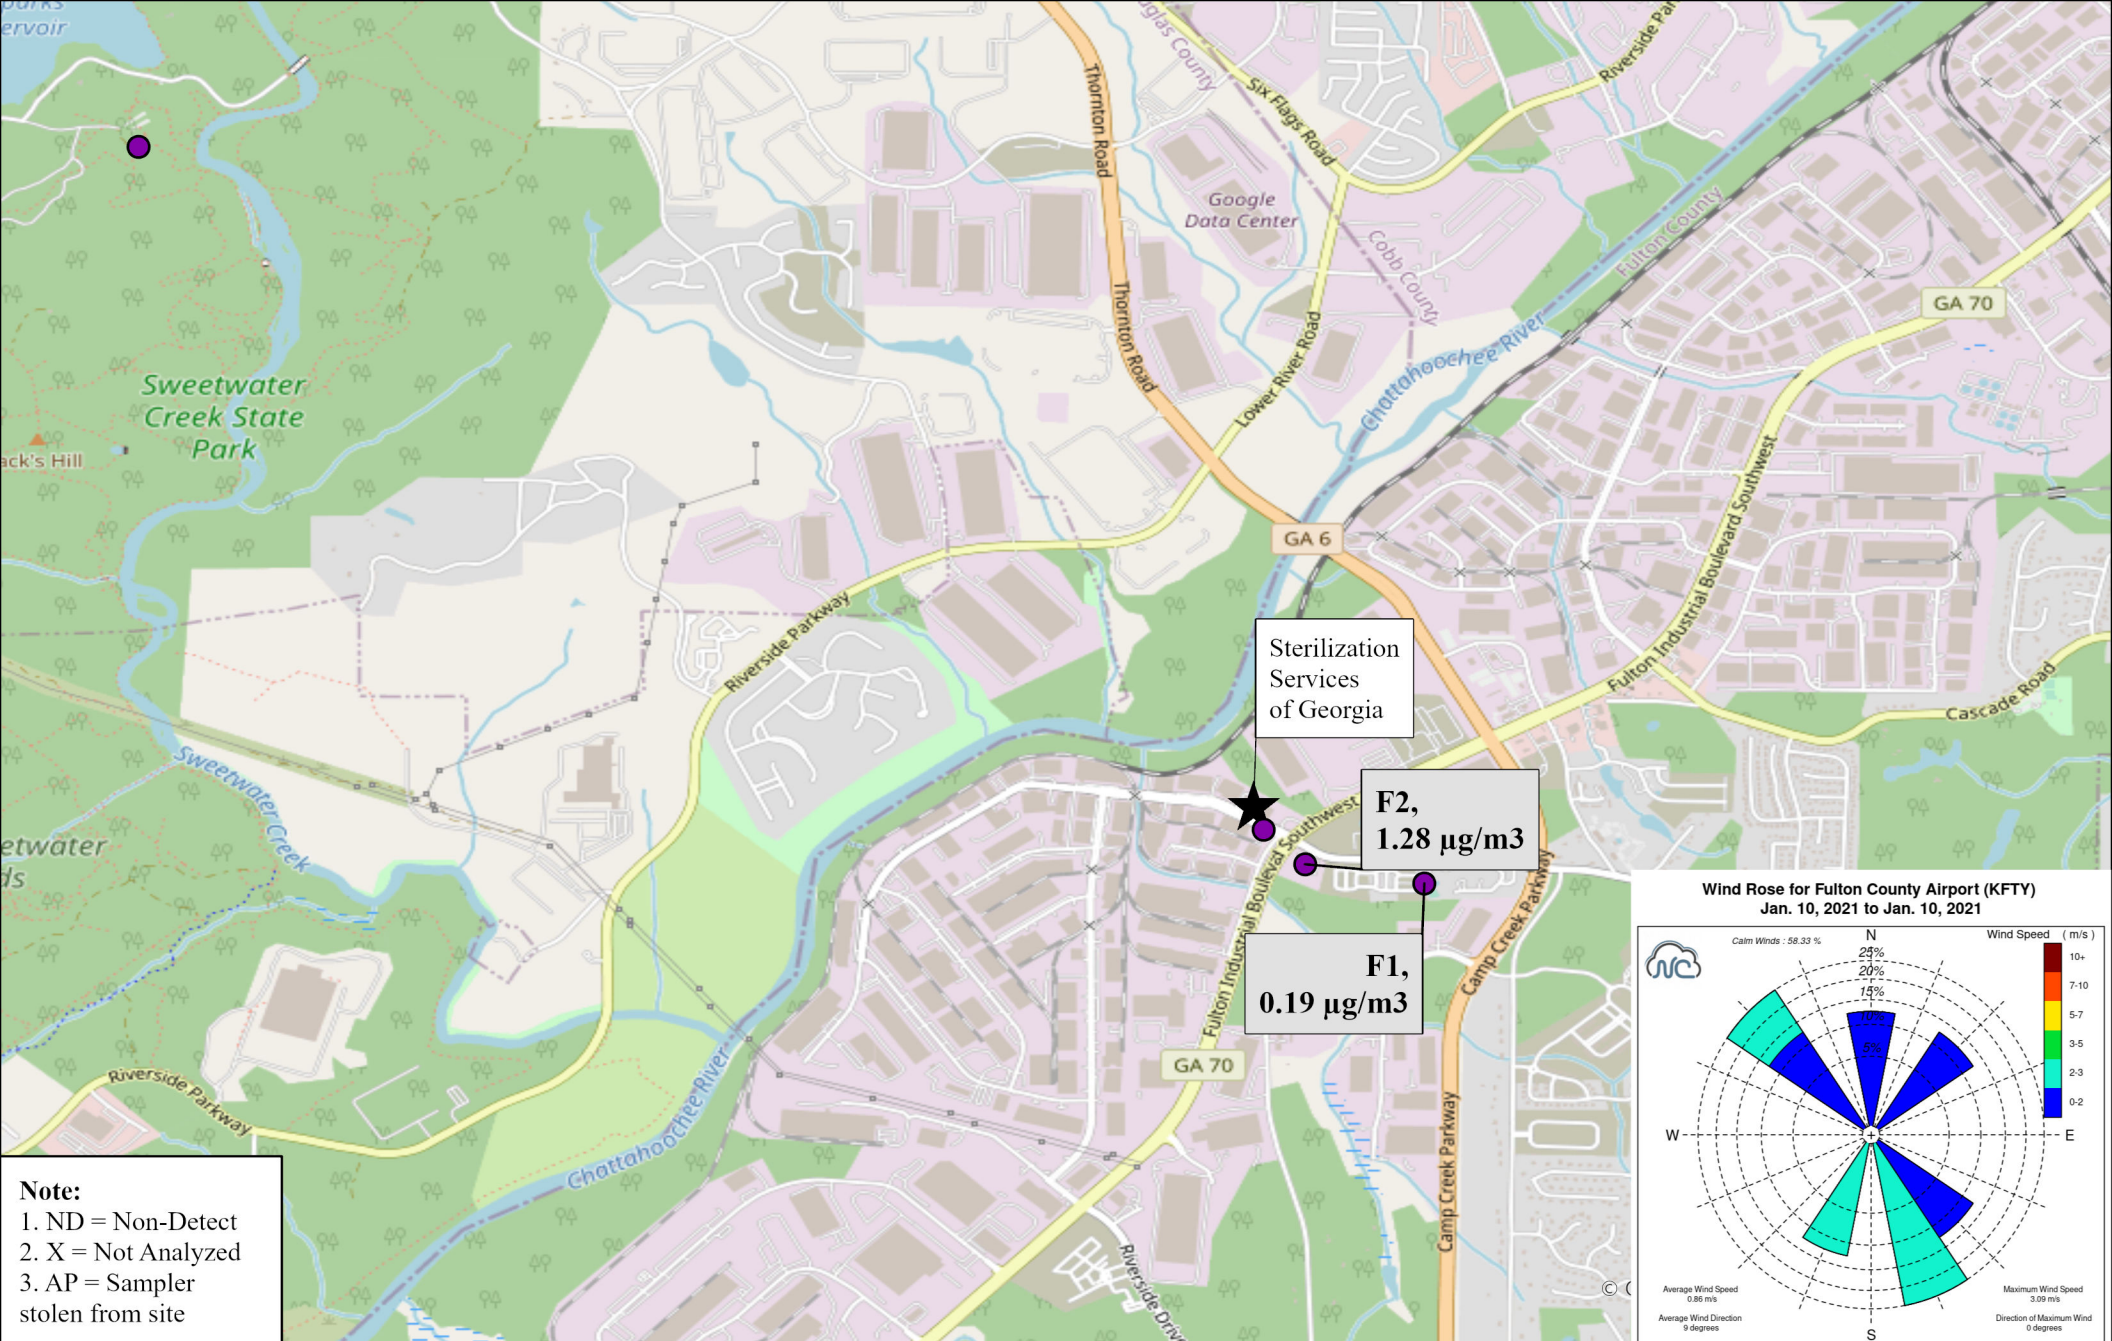 parks
ervoir
Thornton Road
Douglas County
Six Flags Road
Riverside Par
Google
Data Center
Cobb County
Fulton County
GA 70
Thornton Road
Lower River Road
Chattahoochee River
Sweetwater
Creek State
Park
ack's Hill
GA 6
Fulton Industrial Boulevard Southwest
Riverside Parkway
Sterilization
Services
of Georgia
Cascade Road
Sweetwater Creek
etwater
ds
F2,
1.28 µg/m3
Fulton Industrial Boulevard Southwest
Camp Creek Parkway
F1,
0.19 µg/m3
GA 70
Riverside Parkway
Chattahoochee River
Camp Creek Parkway
Riverside Drive
©
Note:
1. ND = Non-Detect
2. X = Not Analyzed
3. AP = Sampler
stolen from site
Wind Rose for Fulton County Airport (KFTY)
Jan. 10, 2021 to Jan. 10, 2021
NC
Calm Winds : 58.33 %
N
Wind Speed ( m/s )
25%
20%
15%
10%
5%
10+
7-10
5-7
3-5
2-3
0-2
W
E
S
Average Wind Speed
0.86 m/s
Average Wind Direction
9 degrees
Maximum Wind Speed
3.09 m/s
Direction of Maximum Wind
0 degrees